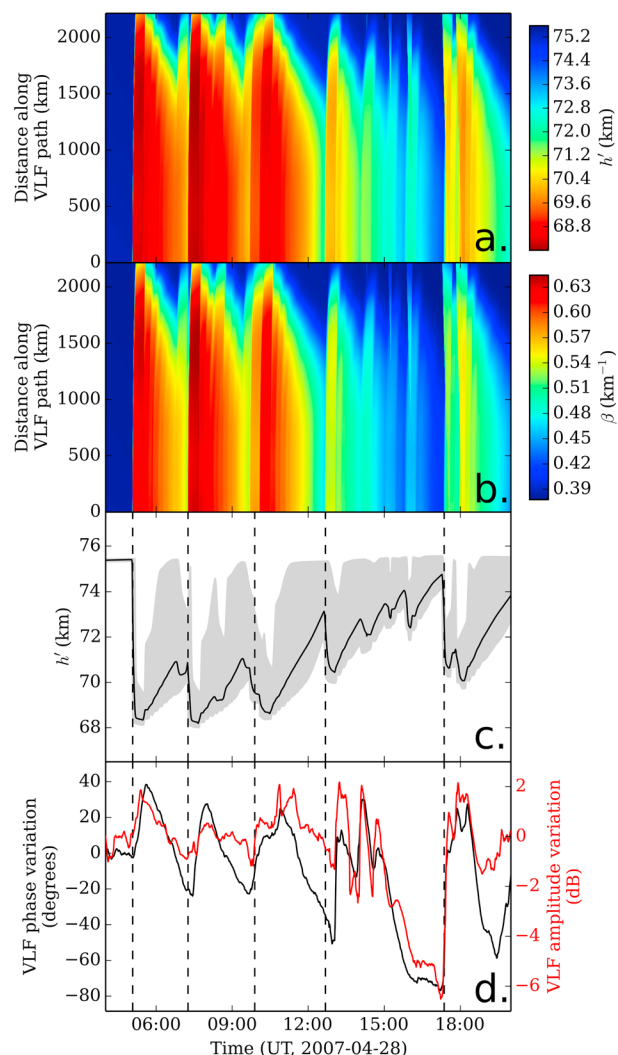 2000
1500
1000
500
0
Distance along
VLF path (km)
a.
75.2
74.4
73.6
72.8
72.0
71.2
70.4
69.6
68.8
h′ (km)
2000
1500
1000
500
0
Distance along
VLF path (km)
b.
0.63
0.60
0.57
0.54
0.51
0.48
0.45
0.42
0.39
β (km⁻¹)
76
74
72
70
68
h′ (km)
c.
40
20
0
−20
−40
−60
−80
VLF phase variation
(degrees)
d.
2
0
−2
−4
−6
VLF amplitude variation
(dB)
06:00 09:00 12:00 15:00 18:00
Time (UT, 2007-04-28)